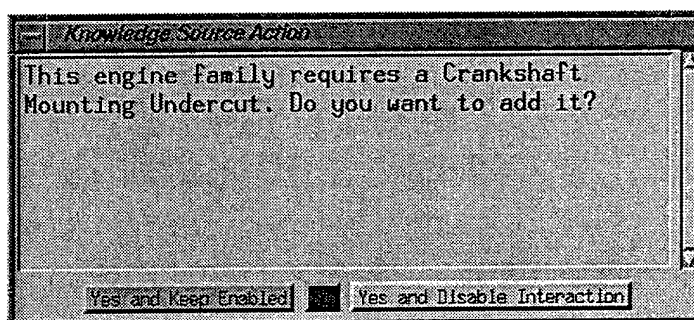 Knowledge Source Action
This engine family requires a Crankshaft
Mounting Undercut. Do you want to add it?
Yes and Keep Enabled Yes and Disable Interaction